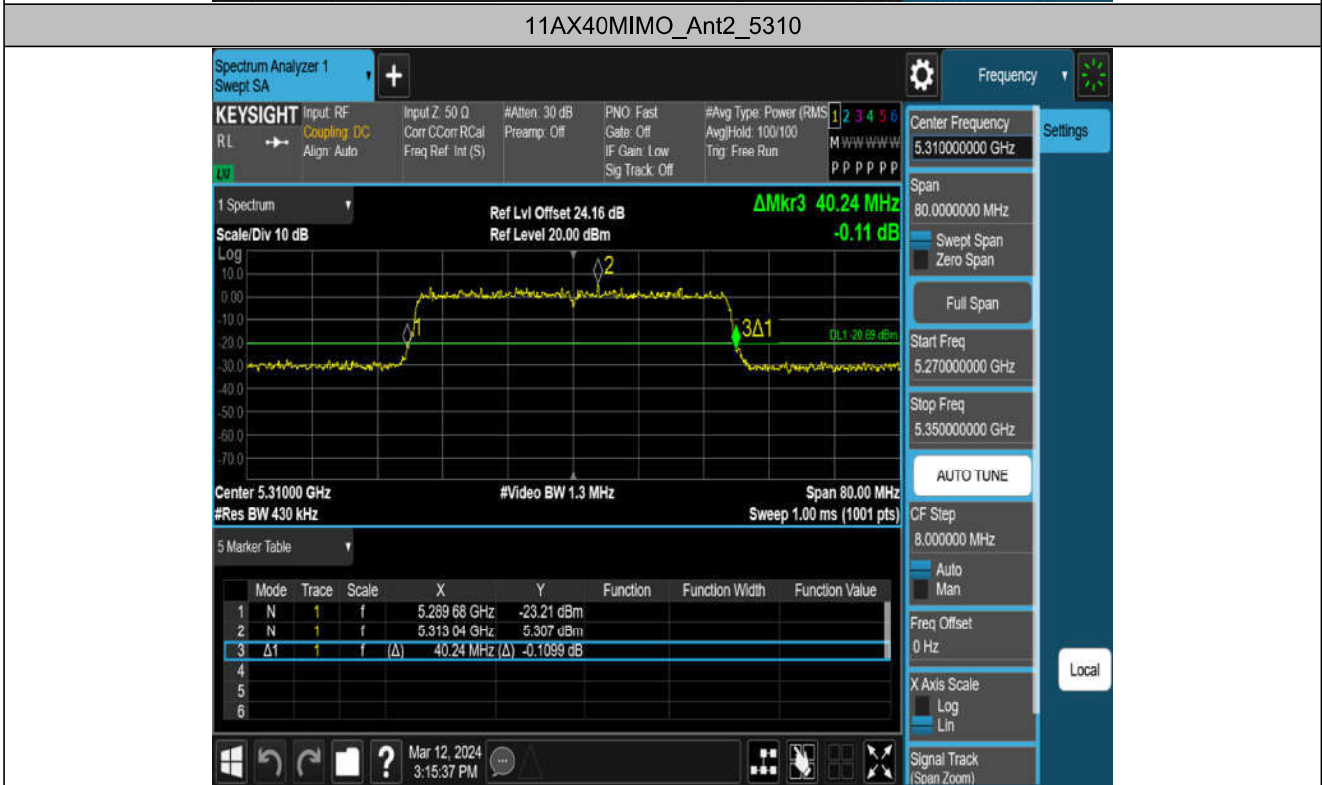 11AX40MIMO_Ant2_5310
Spectrum Analyzer 1
Swept SA
+
Frequency
KEYSIGHT
RL
LXI
Input: RF
Coupling: DC
Align: Auto
Input Z: 50 Ω
Corr CCorr RCal
Freq Ref: Int (S)
#Atten: 30 dB
Preamp: Off
PNO: Fast
Gate: Off
IF Gain: Low
Sig Track: Off
#Avg Type: Power (RMS
Avg|Hold: 100/100
Trig: Free Run
1 2 3 4 5 6
M W W W W W
P P P P P P
Center Frequency
5.310000000 GHz
Settings
1 Spectrum
Scale/Div 10 dB
Ref Lvl Offset 24.16 dB
Ref Level 20.00 dBm
ΔMkr3 40.24 MHz
-0.11 dB
Span
80.0000000 MHz
Swept Span
Zero Span
Full Span
Log
10.0
0.00
-10.0
-20.0
-30.0
-40.0
-50.0
-60.0
-70.0
1
2
3Δ1
DL1 -20.69 dBm
Start Freq
5.270000000 GHz
Stop Freq
5.350000000 GHz
AUTO TUNE
Center 5.31000 GHz
#Video BW 1.3 MHz
Span 80.00 MHz
#Res BW 430 kHz
Sweep 1.00 ms (1001 pts)
CF Step
8.000000 MHz
Auto
Man
5 Marker Table
Mode Trace Scale X Y Function Function Width Function Value
1 N 1 f 5.289 68 GHz -23.21 dBm
2 N 1 f 5.313 04 GHz 5.307 dBm
3 Δ1 1 f (Δ) 40.24 MHz (Δ) -0.1099 dB
4
5
6
Freq Offset
0 Hz
Local
X Axis Scale
Log
Lin
Signal Track
(Span Zoom)
?
Mar 12, 2024
3:15:37 PM